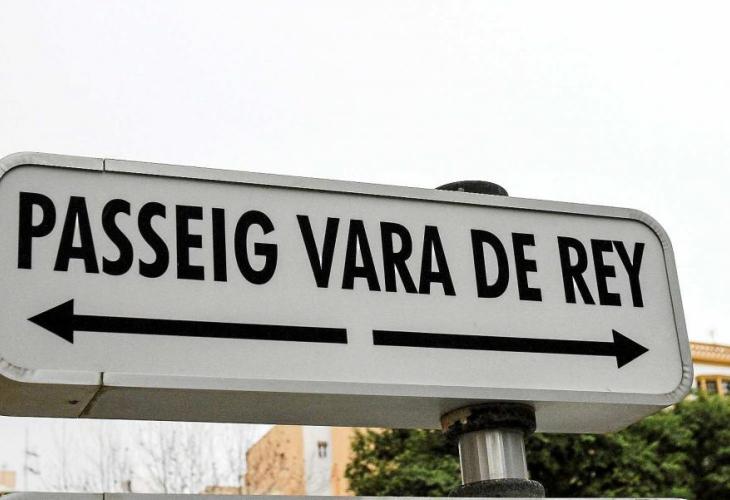 PASSEIG VARA DE REY